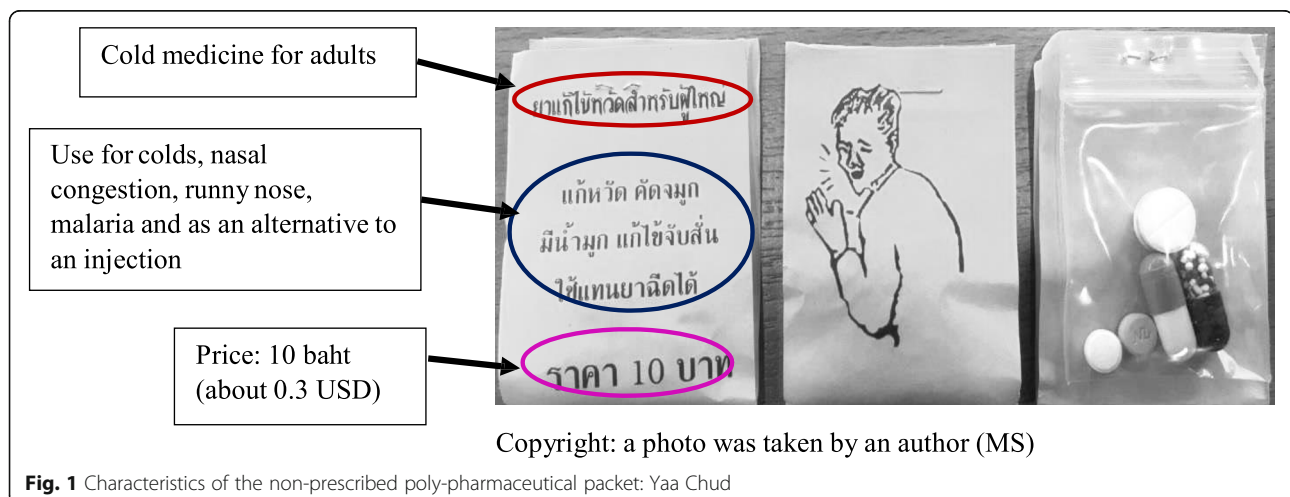 Cold medicine for adults
Use for colds, nasal
congestion, runny nose,
malaria and as an alternative to
an injection
Price: 10 baht
(about 0.3 USD)
ยาแก้ไข้หวัดสำหรับผู้ใหญ่
แก้หวัด คัดจมูก
มีน้ำมูก แก้ไข้จับสั่น
ใช้แทนยาฉีดได้
ราคา 10 บาท
Copyright: a photo was taken by an author (MS)
Fig. 1 Characteristics of the non-prescribed poly-pharmaceutical packet: Yaa Chud